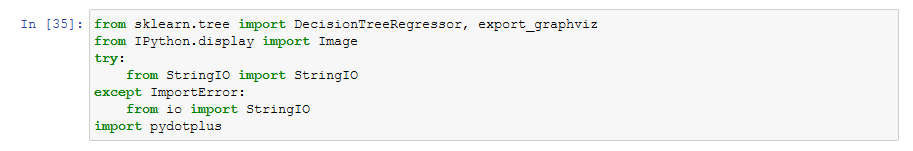 In [35]: from sklearn.tree import DecisionTreeRegressor, export_graphviz
from IPython.display import Image
try:
    from StringIO import StringIO
except ImportError:
    from io import StringIO
import pydotplus